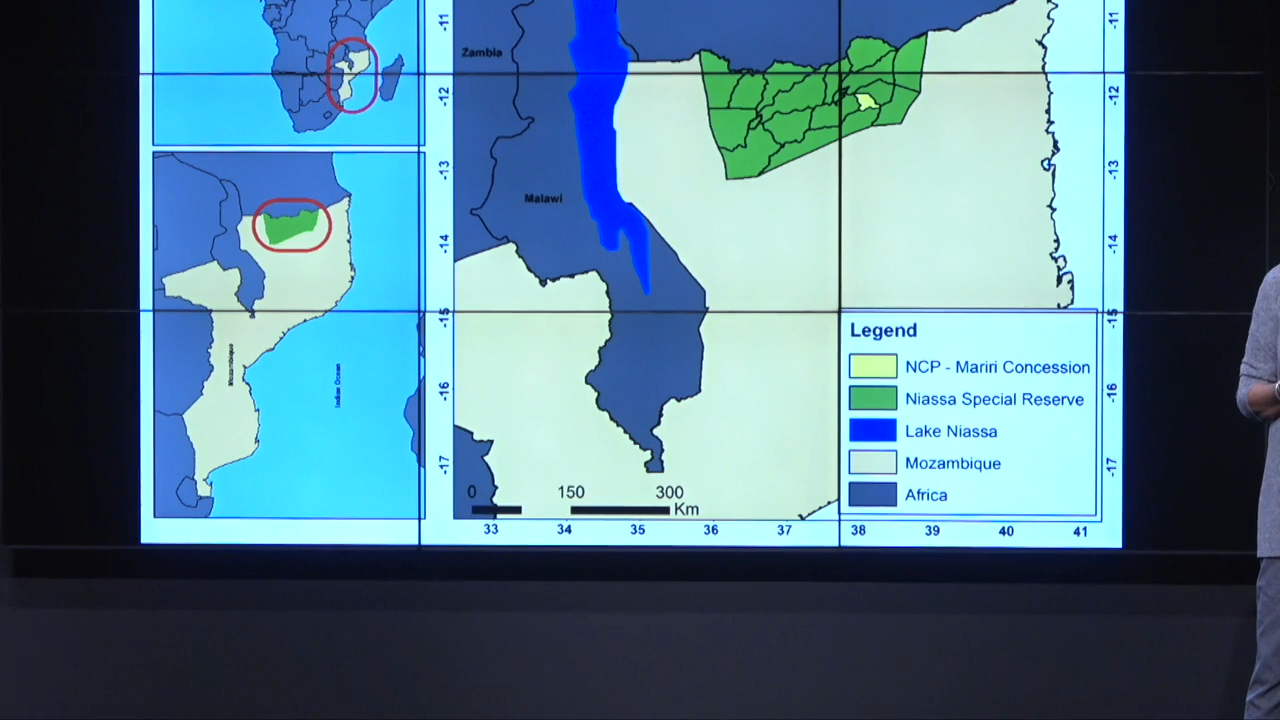 Zambia
Malawi
Mozambique
Indian Ocean
-11
-12
-13
-14
-15
-16
-17
-11
-12
-13
-14
-15
-16
-17
Legend
NCP - Mariri Concession
Niassa Special Reserve
Lake Niassa
Mozambique
Africa
0 150 300
Km
33 34 35 36 37 38 39 40 41